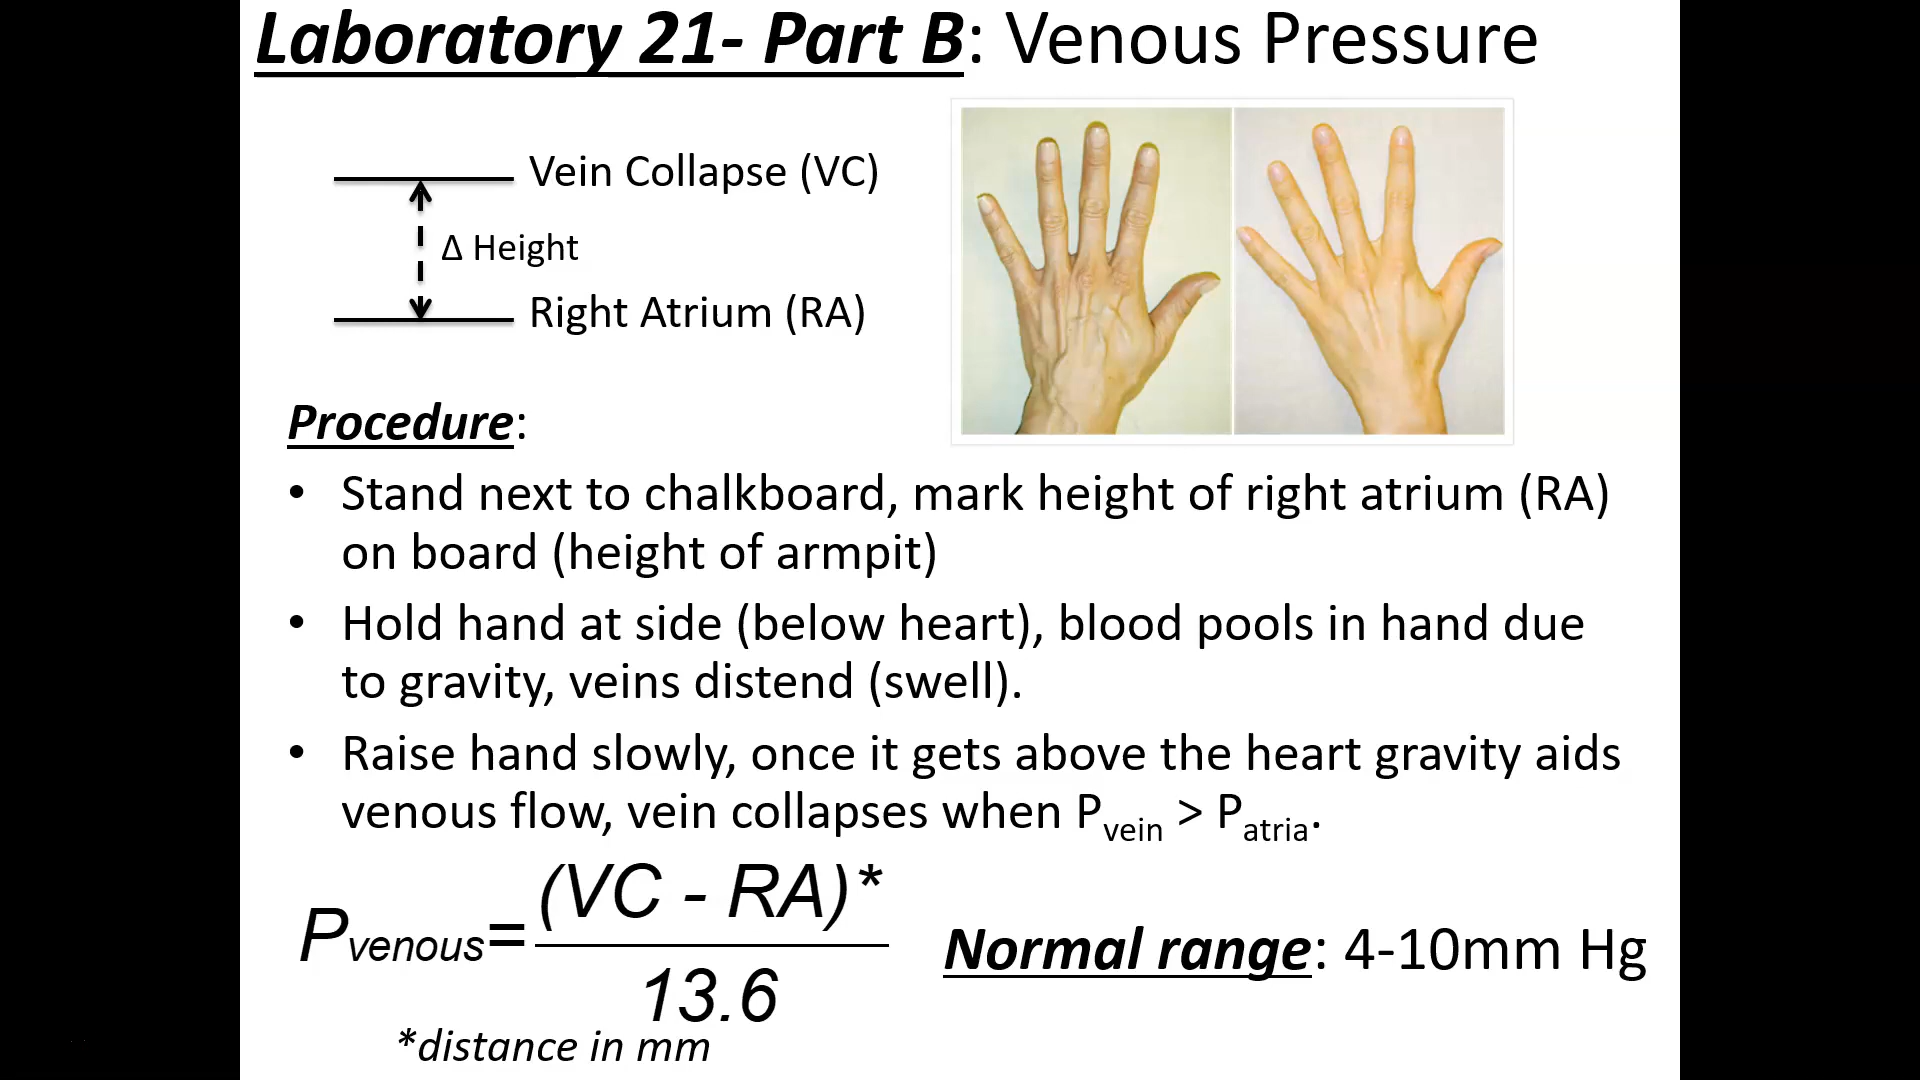 Laboratory 21- Part B: Venous Pressure
Vein Collapse (VC)
Δ Height
Right Atrium (RA)
Procedure:
• Stand next to chalkboard, mark height of right atrium (RA)
on board (height of armpit)
• Hold hand at side (below heart), blood pools in hand due
to gravity, veins distend (swell).
• Raise hand slowly, once it gets above the heart gravity aids
venous flow, vein collapses when Pvein > Patria.
(VC - RA)*
Pvenous=
13.6
*distance in mm
Normal range: 4-10mm Hg